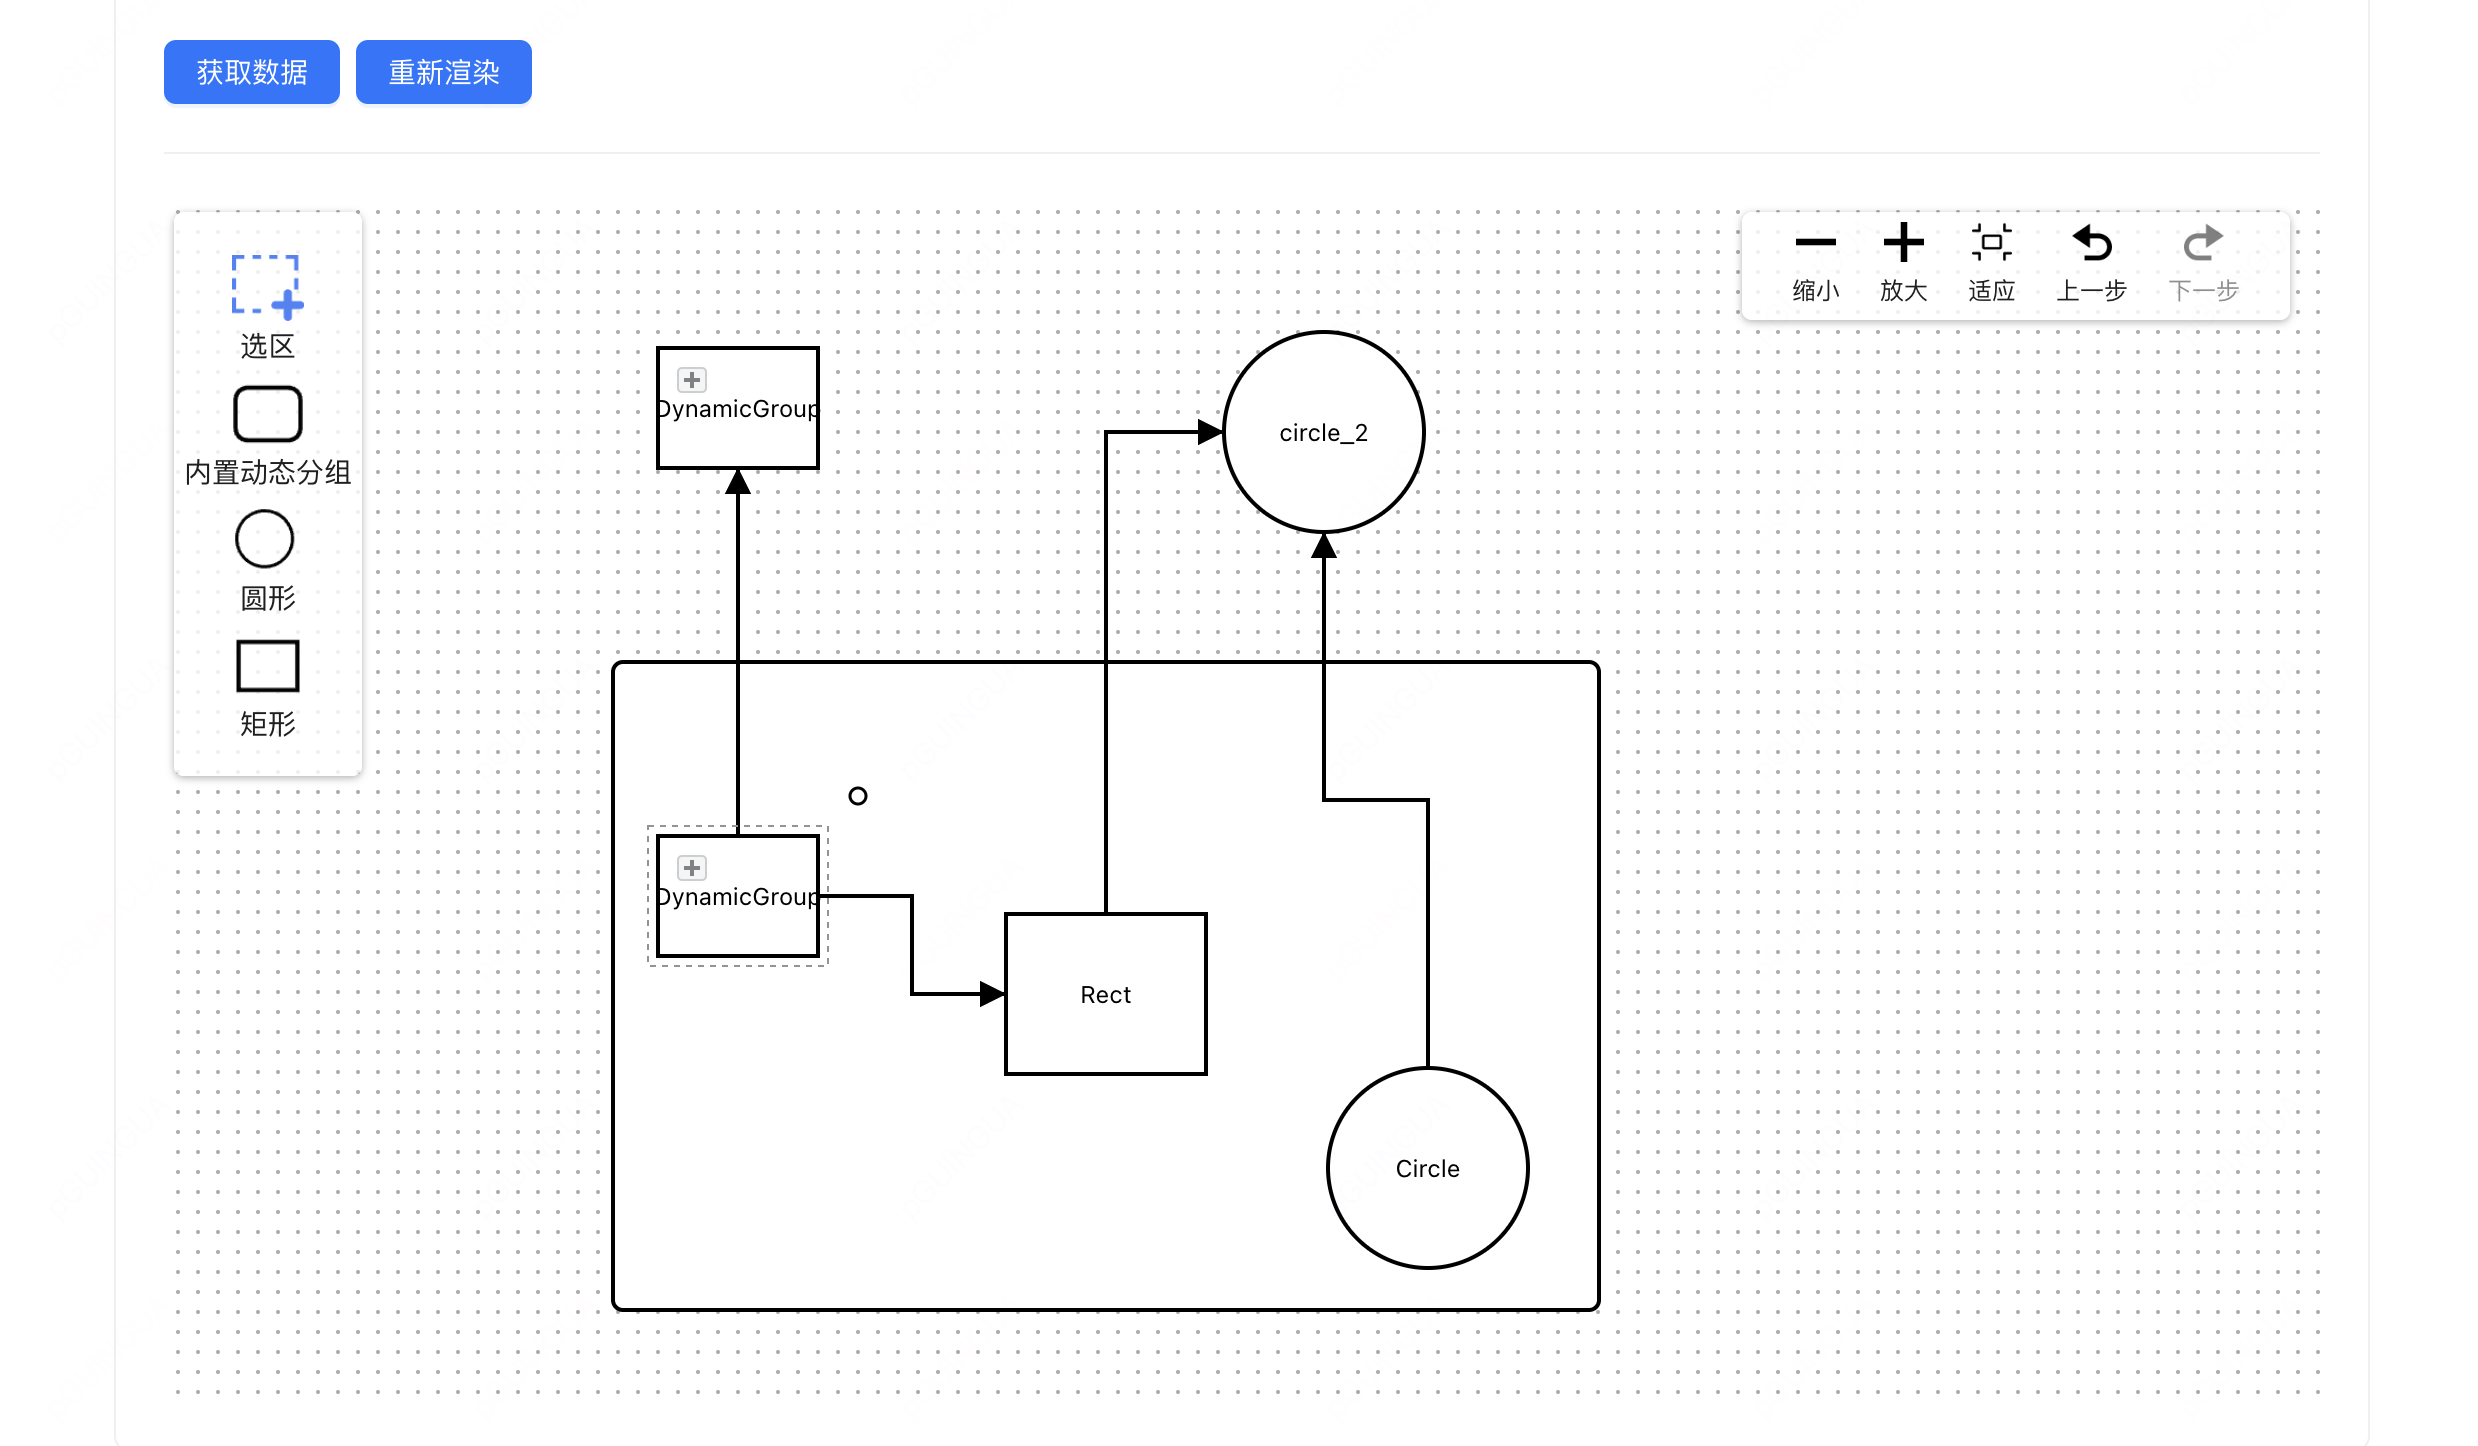 获取数据
重新渲染
选区
内置动态分组
圆形
矩形
缩小
放大
适应
上一步
下一步
DynamicGroup
circle_2
DynamicGroup
Rect
Circle